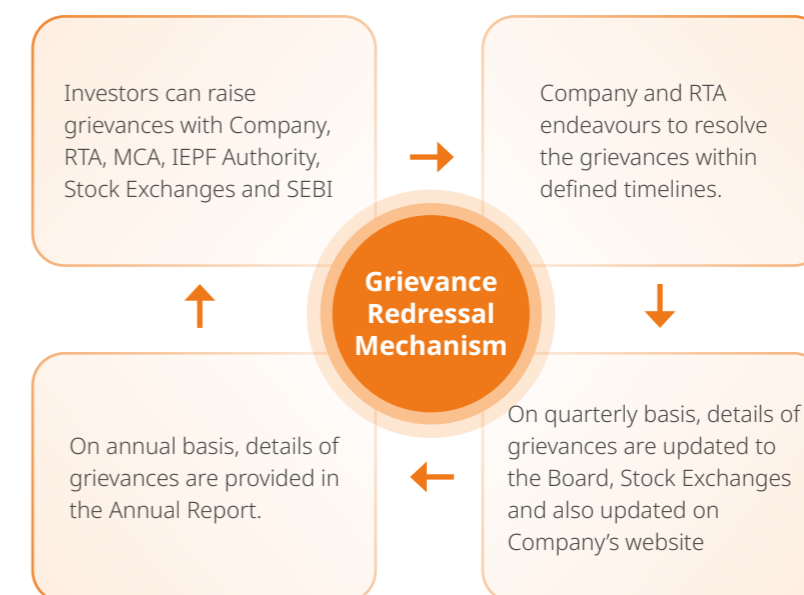 Investors can raise
grievances with Company,
RTA, MCA, IEPF Authority,
Stock Exchanges and SEBI
Company and RTA
endeavours to resolve
the grievances within
defined timelines.
Grievance
Redressal
Mechanism
On annual basis, details of
grievances are provided in
the Annual Report.
On quarterly basis, details of
grievances are updated to
the Board, Stock Exchanges
and also updated on
Company’s website